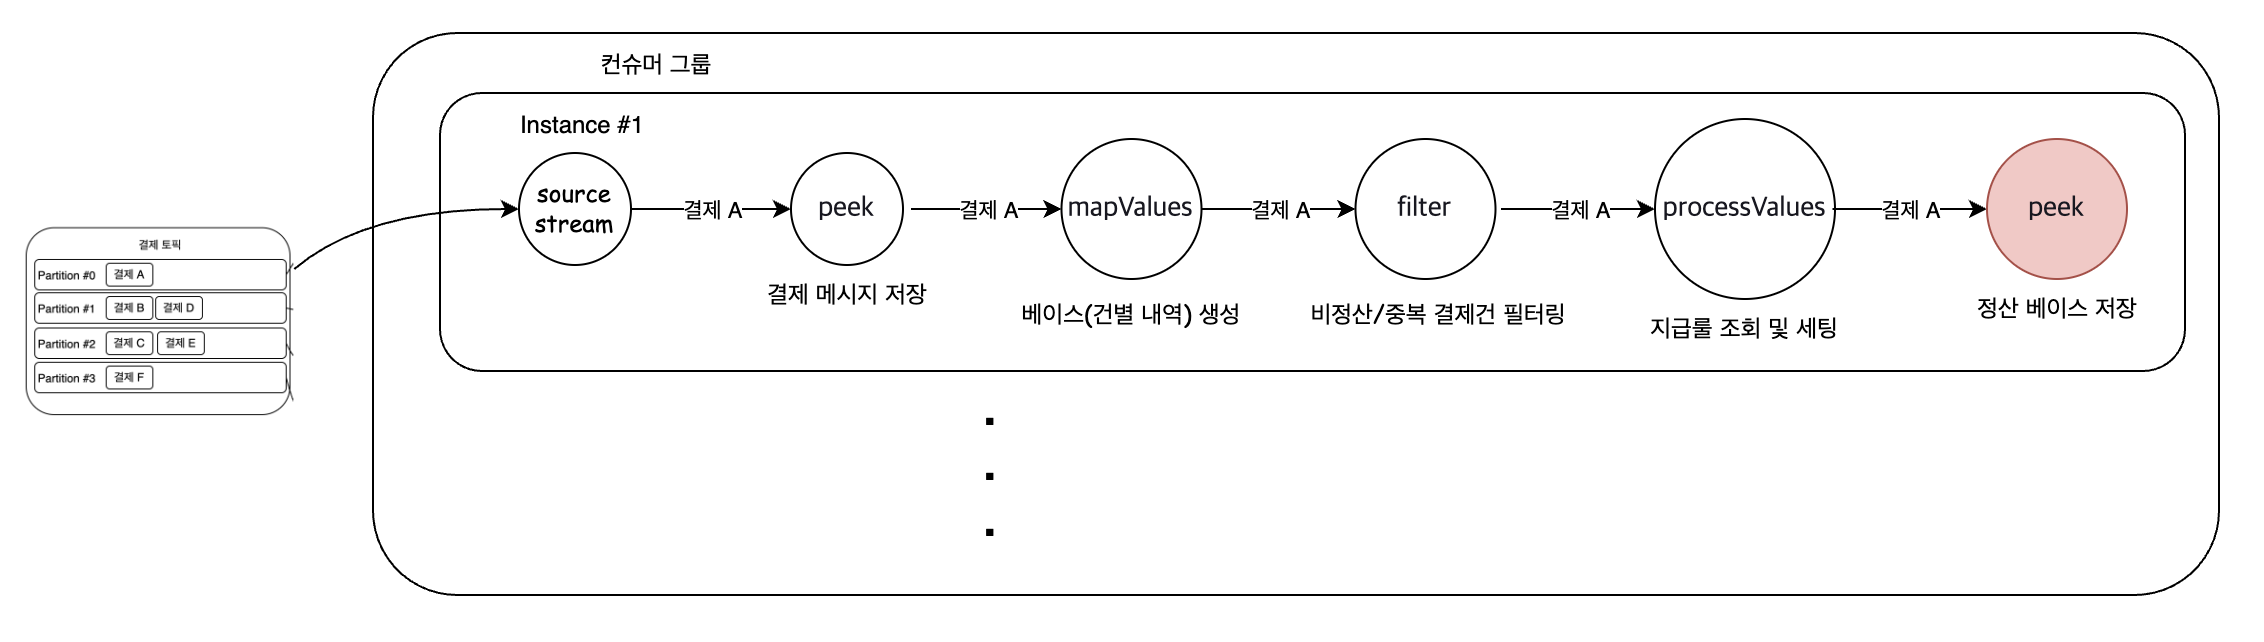 컨슈머 그룹
Instance #1
source
stream
결제 A
peek
결제 메시지 저장
결제 A
mapValues
베이스(건별 내역) 생성
결제 A
filter
비정산/중복 결제건 필터링
결제 A
processValues
지급룰 조회 및 세팅
결제 A
peek
정산 베이스 저장
결제 토픽
Partition #0 결제 A
Partition #1 결제 B 결제 D
Partition #2 결제 C 결제 E
Partition #3 결제 F